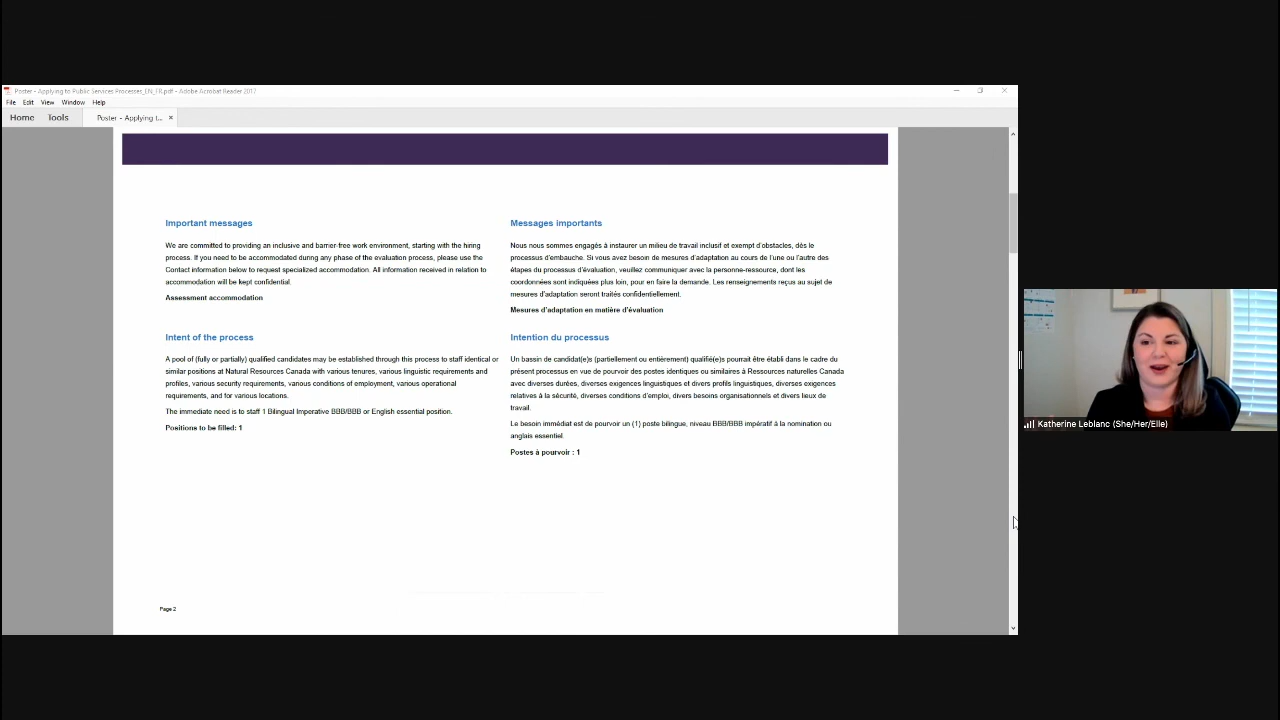 Poster - Applying to Public Services Processes_EN_FR.pdf - Adobe Acrobat Reader 2017
File Edit View Window Help
Home Tools Poster - Applying t... ×
Important messages
We are committed to providing an inclusive and barrier-free work environment, starting with the hiring
process. If you need to be accommodated during any phase of the evaluation process, please use the
Contact information below to request specialized accommodation. All information received in relation to
accommodation will be kept confidential.
Assessment accommodation
Intent of the process
A pool of (fully or partially) qualified candidates may be established through this process to staff identical or
similar positions at Natural Resources Canada with various tenures, various linguistic requirements and
profiles, various security requirements, various conditions of employment, various operational
requirements, and for various locations.
The immediate need is to staff 1 Bilingual Imperative BBB/BBB or English essential position.
Positions to be filled: 1
Messages importants
Nous nous sommes engagés à instaurer un milieu de travail inclusif et exempt d'obstacles, dès le
processus d'embauche. Si vous avez besoin de mesures d'adaptation au cours de l'une ou l'autre des
étapes du processus d'évaluation, veuillez communiquer avec la personne-ressource, dont les
coordonnées sont indiquées plus loin, pour en faire la demande. Les renseignements reçus au sujet de
mesures d'adaptation seront traités confidentiellement.
Mesures d'adaptation en matière d'évaluation
Intention du processus
Un bassin de candidat(e)s (partiellement ou entièrement) qualifié(e)s pourrait être établi dans le cadre du
présent processus en vue de pourvoir des postes identiques ou similaires à Ressources naturelles Canada
avec diverses durées, diverses exigences linguistiques et divers profils linguistiques, diverses exigences
relatives à la sécurité, diverses conditions d'emploi, divers besoins organisationnels et divers lieux de
travail.
Le besoin immédiat est de pourvoir un (1) poste bilingue, niveau BBB/BBB impératif à la nomination ou
anglais essentiel.
Postes à pourvoir : 1
Page 2
Katherine Leblanc (She/Her/Elle)